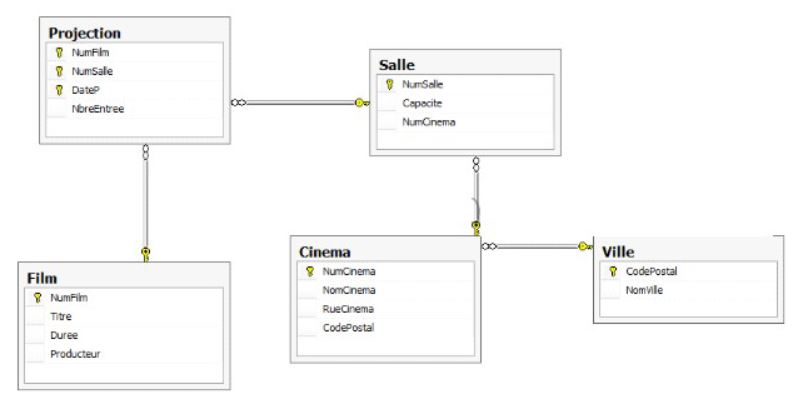 Projection
NumFilm
NumSalle
DateP
NbreEntree
Salle
NumSalle
Capacite
NumCinema
Film
NumFilm
Titre
Duree
Producteur
Cinema
NumCinema
NomCinema
RueCinema
CodePostal
Ville
CodePostal
NomVille